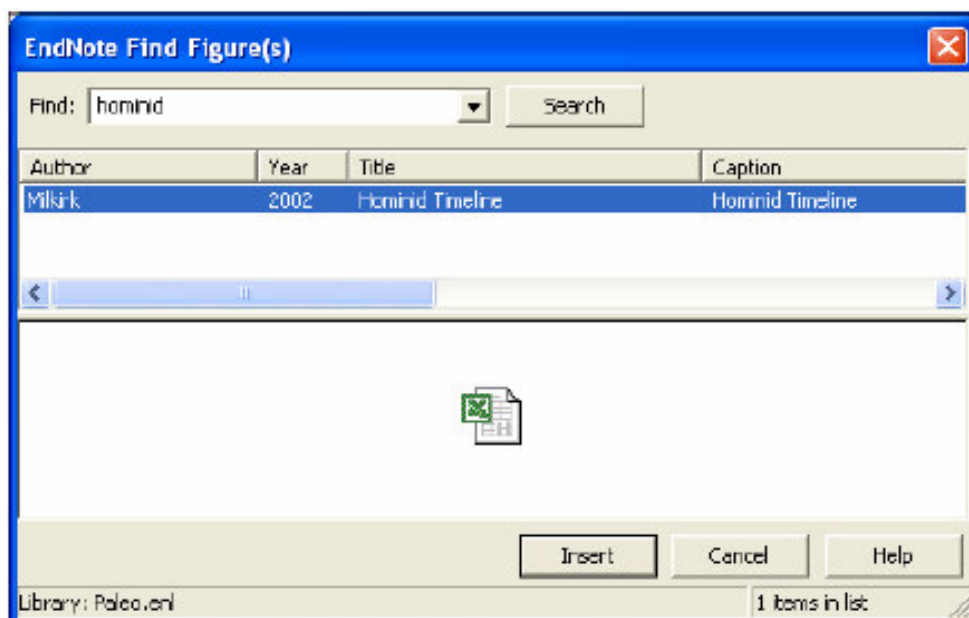 EndNote Find Figure(s)
Find: hominid Search
Author Year Title Caption
Milkirk 2002 Hominid Timeline Hominid Timeline
Insert Cancel Help
Library: Paleo.enl 1 items in list